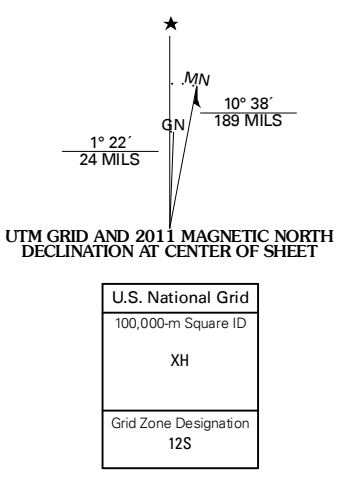 MN
10° 38´
189 MILS
GN
1° 22´
24 MILS
UTM GRID AND 2011 MAGNETIC NORTH
DECLINATION AT CENTER OF SHEET
U.S. National Grid
100,000-m Square ID
XH
Grid Zone Designation
12S